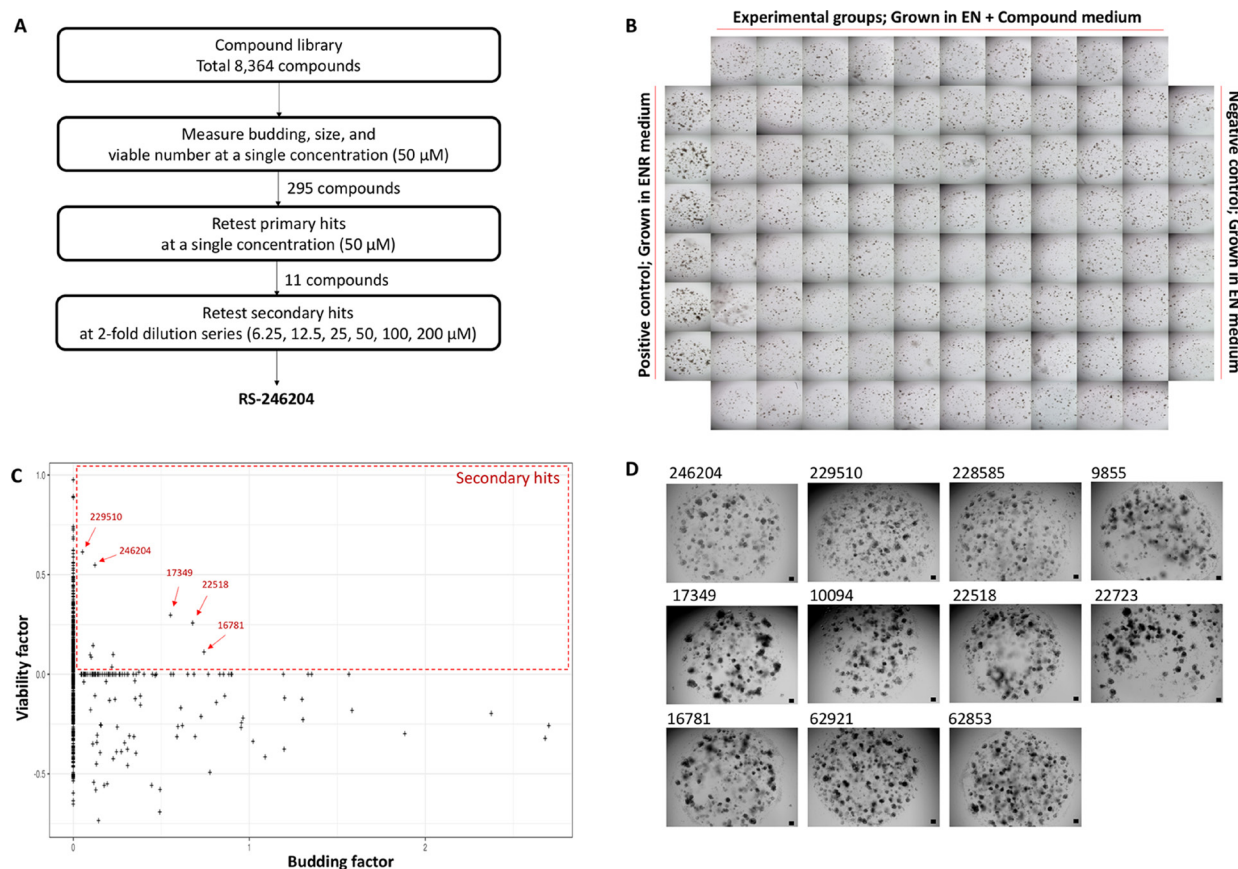 A
Compound library
Total 8,364 compounds
Measure budding, size, and
viable number at a single concentration (50 µM)
295 compounds
Retest primary hits
at a single concentration (50 µM)
11 compounds
Retest secondary hits
at 2-fold dilution series (6.25, 12.5, 25, 50, 100, 200 µM)
RS-246204
B
Experimental groups; Grown in EN + Compound medium
Positive control; Grown in ENR medium
Negative control; Grown in EN medium
C
Secondary hits
229510
246204
17349
22518
16781
Viability factor
1.0
0.5
0.0
-0.5
0
1
2
Budding factor
D
246204
229510
228585
9855
17349
10094
22518
22723
16781
62921
62853